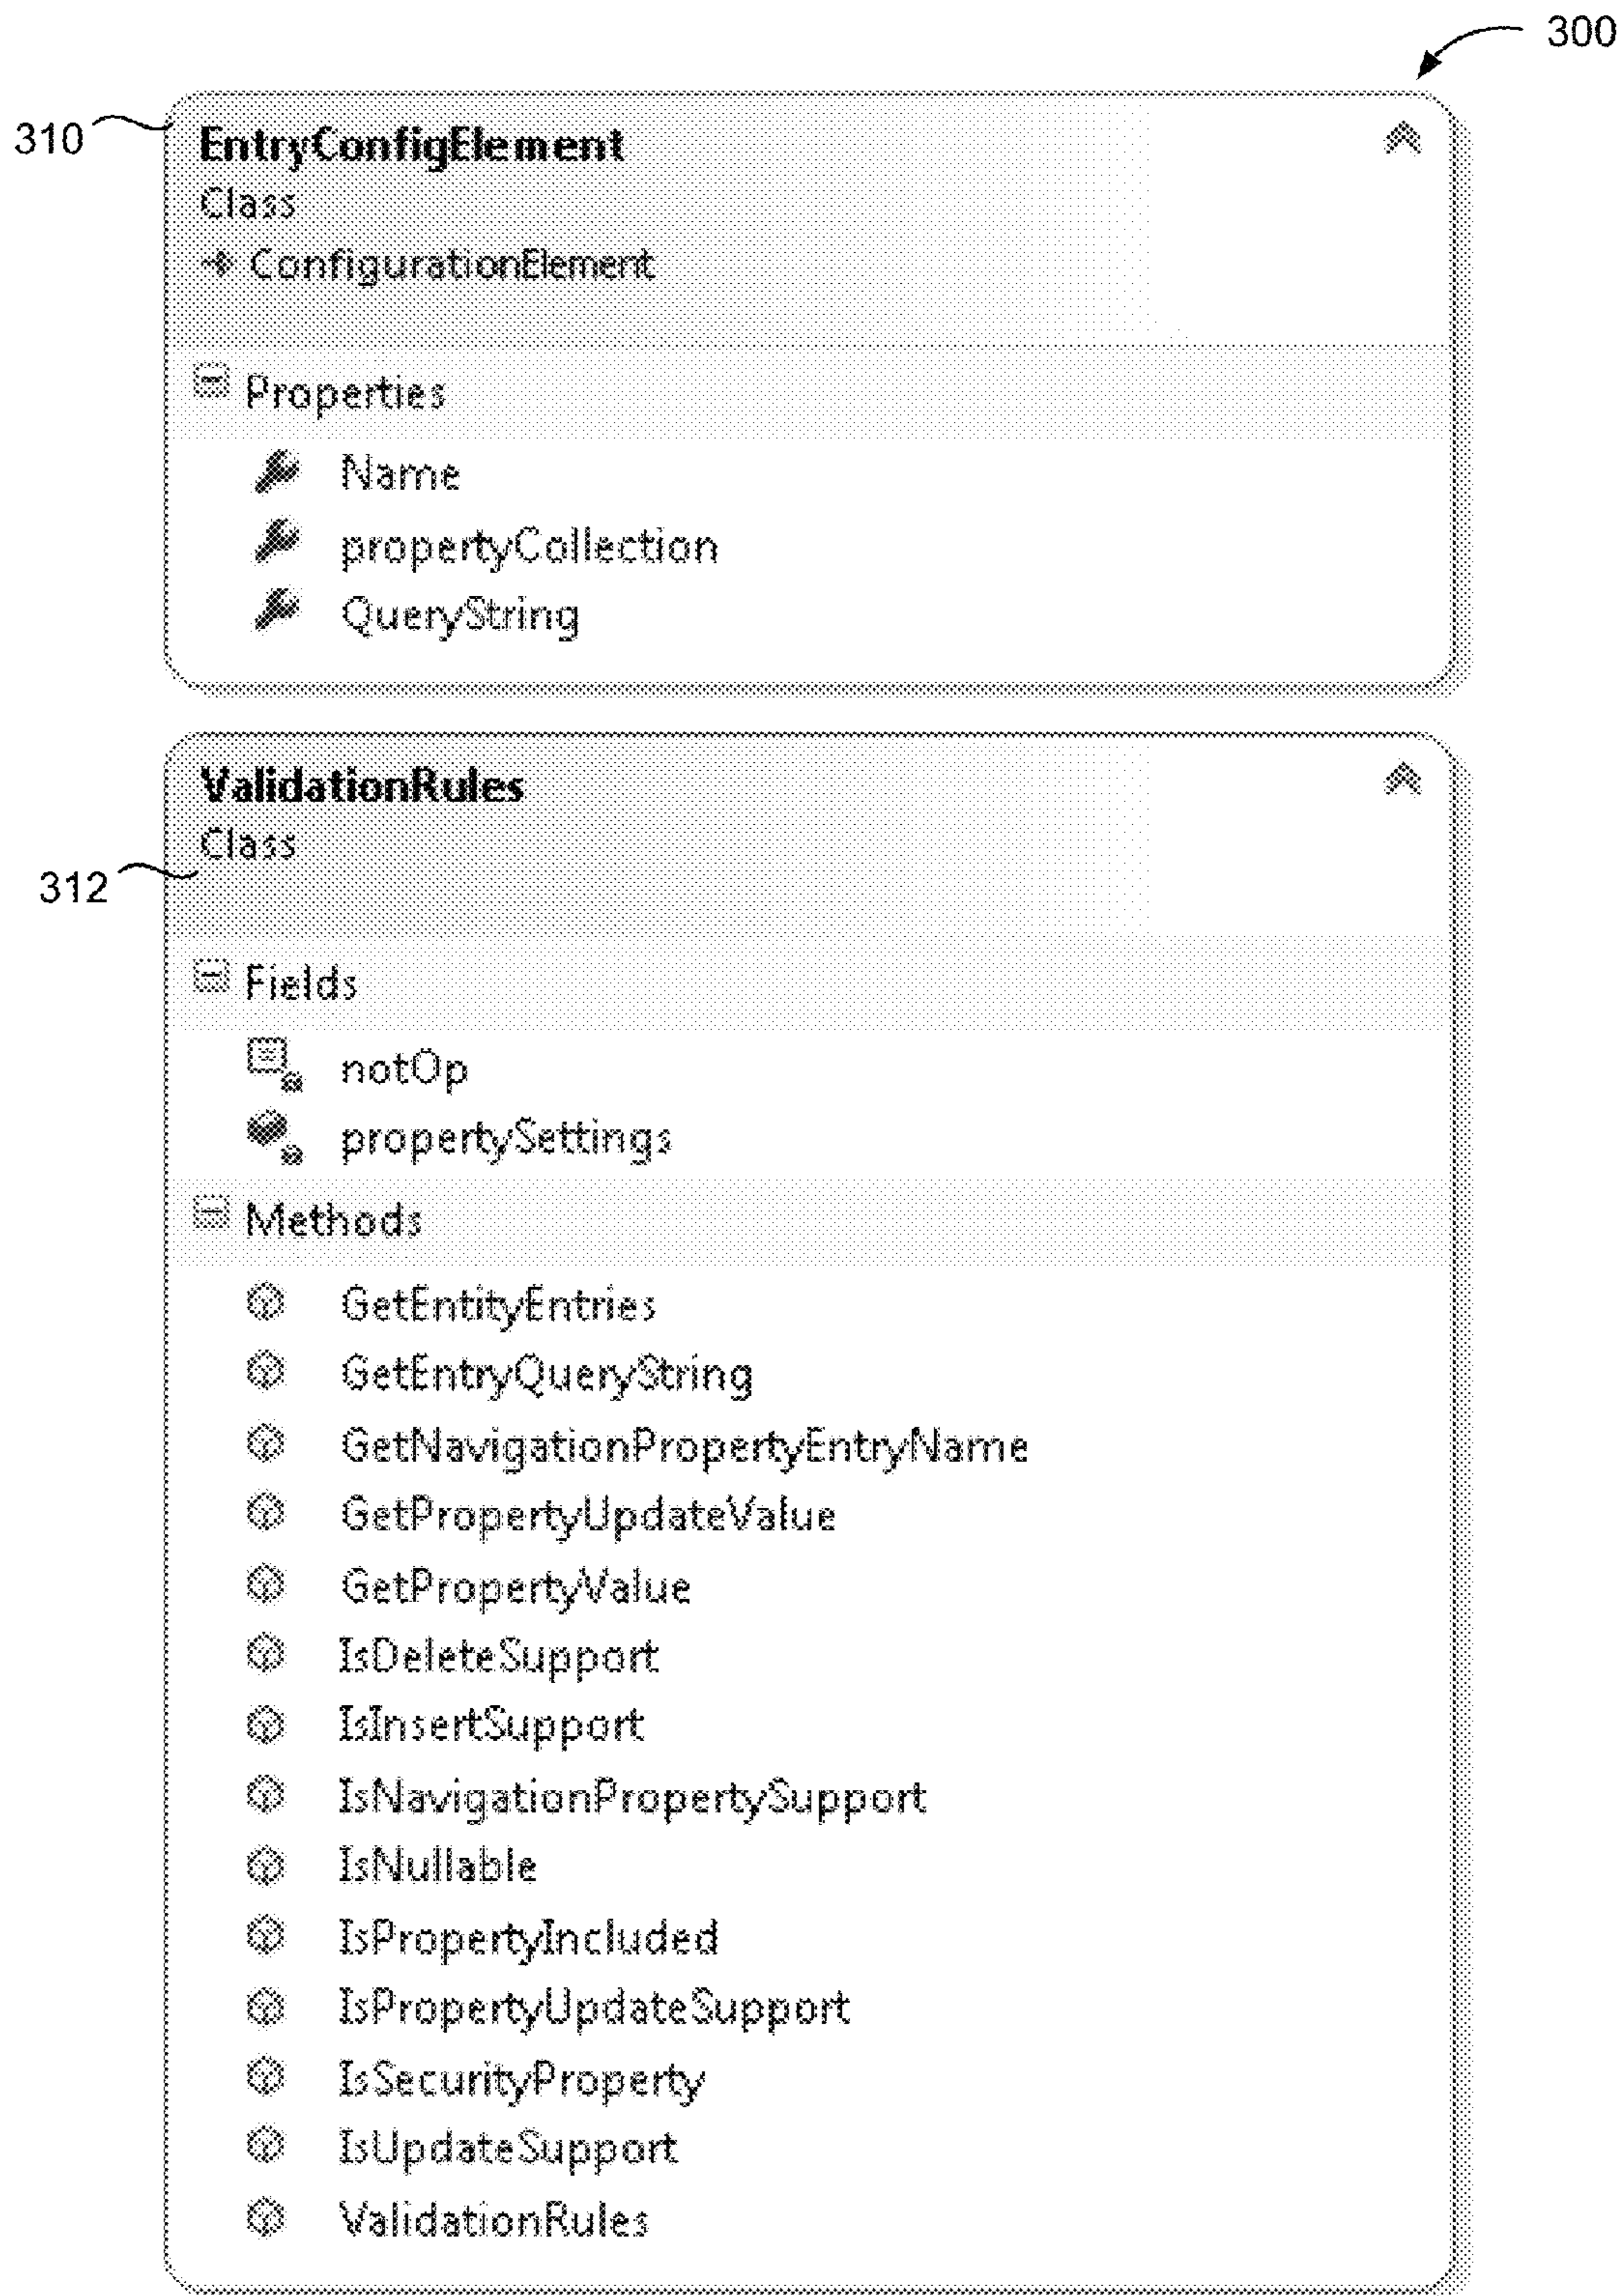 300
310
EntryConfigElement
Class
ConfigurationElement
Properties
Name
propertyCollection
QueryString
ValidationRules
Class
312
Fields
notOp
propertySettings
Methods
GetEntityEntries
GetEntryQueryString
GetNavigationPropertyEntryName
GetPropertyUpdateValue
GetPropertyValue
IsDeleteSupport
IsInsertSupport
IsNavigationPropertySupport
IsNullable
IsPropertyIncluded
IsPropertyUpdateSupport
IsSecurityProperty
IsUpdateSupport
ValidationRules